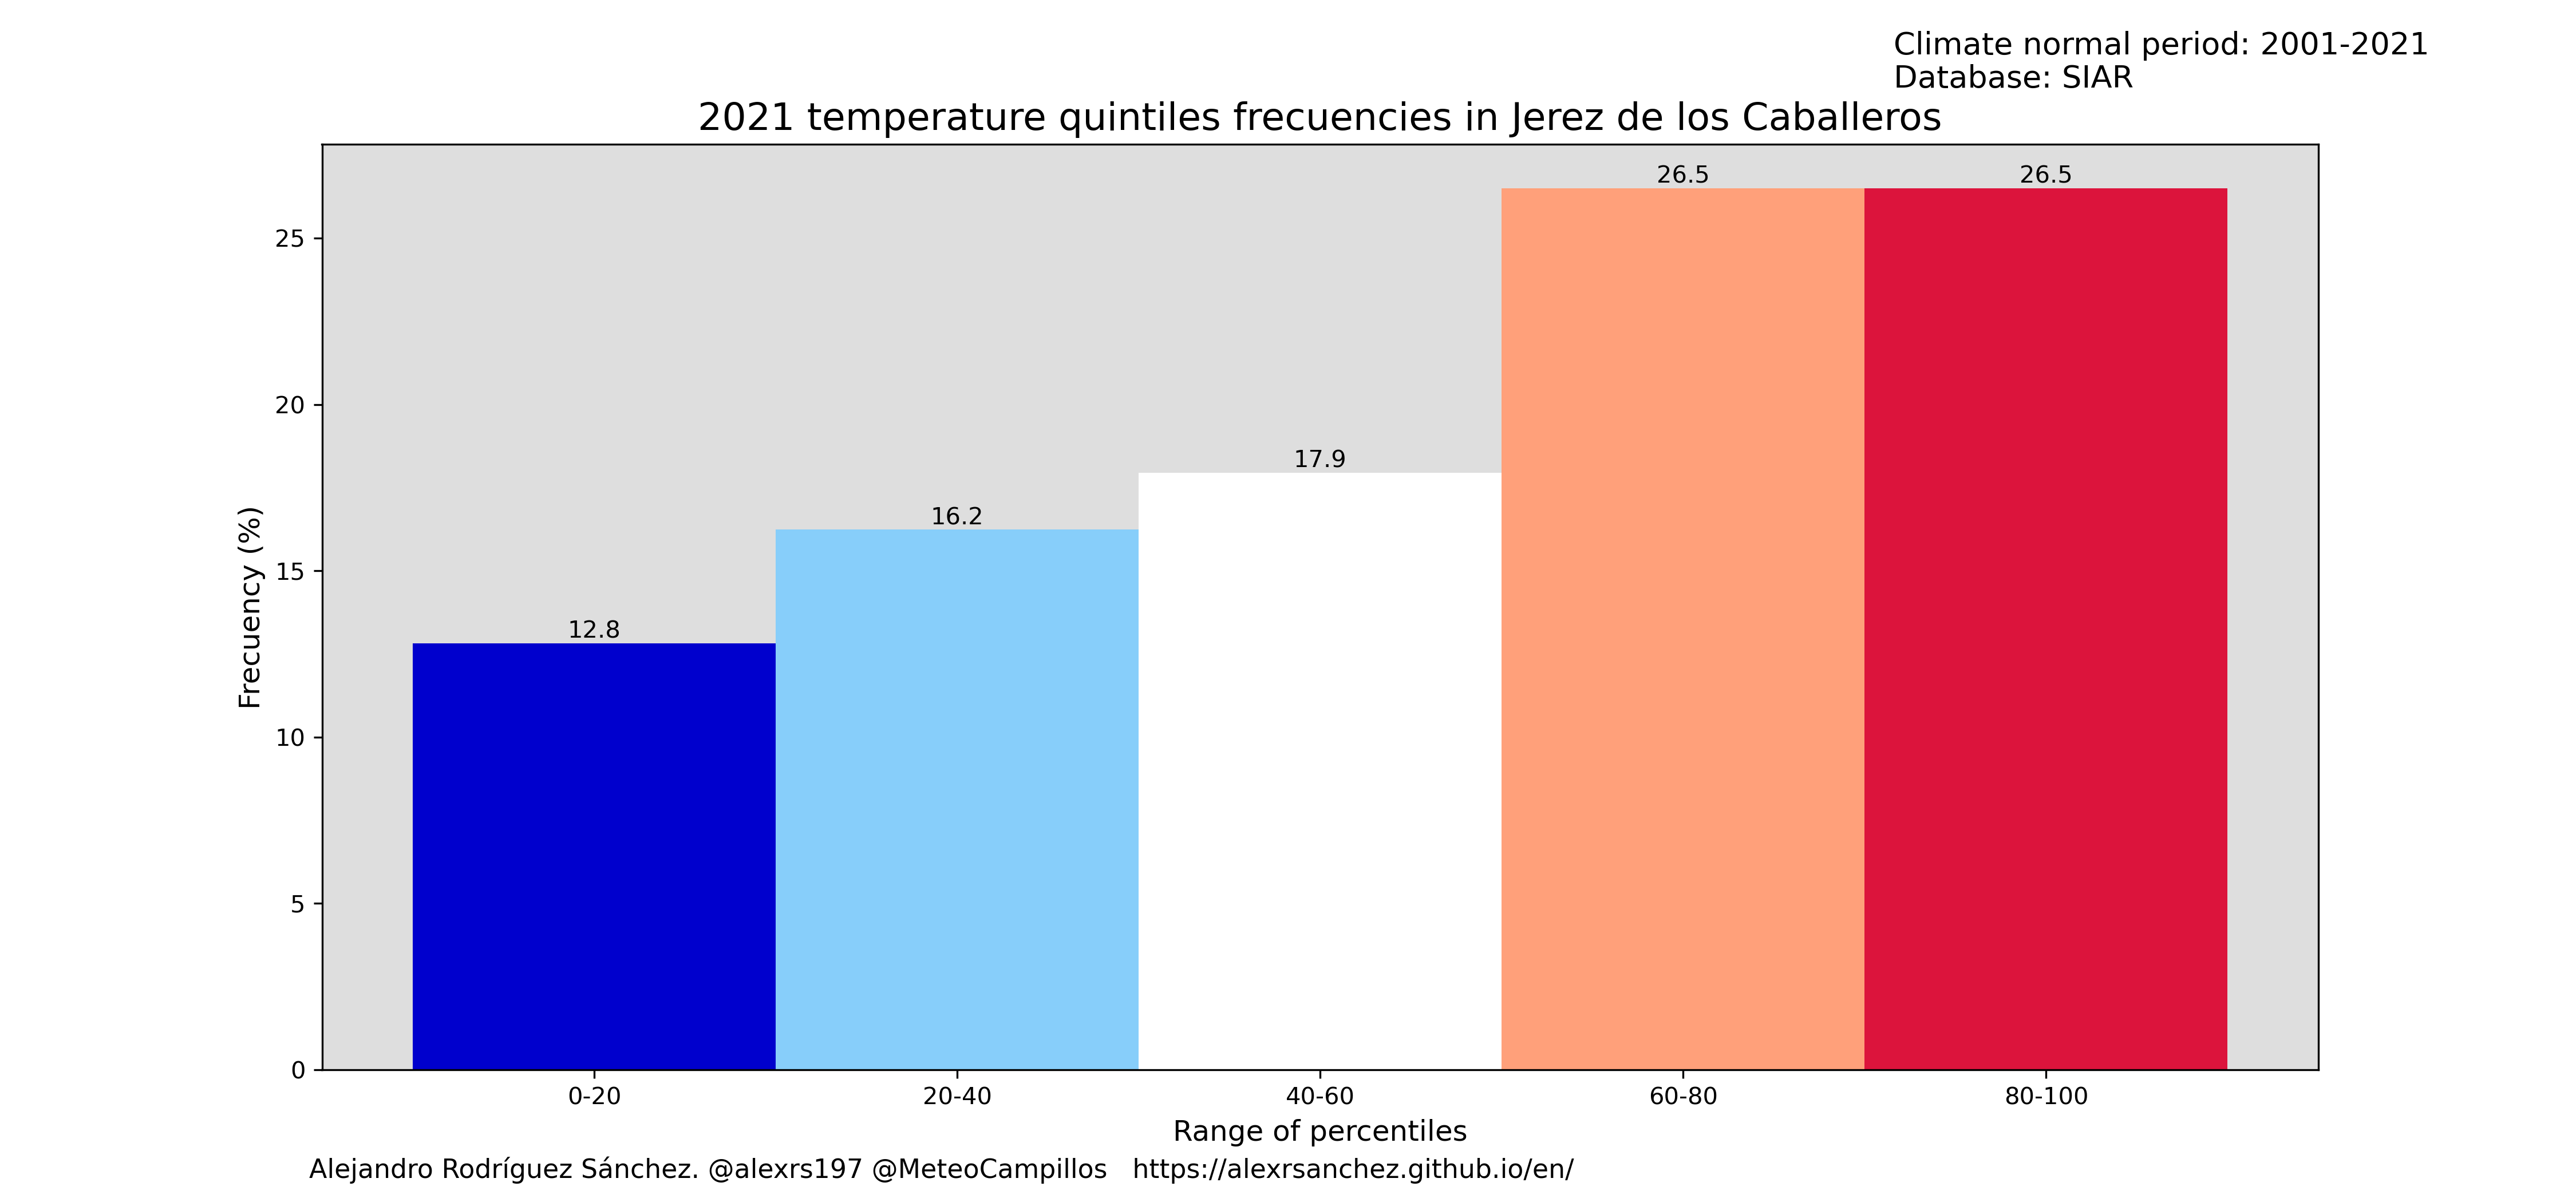 Climate normal period: 2001-2021
Database: SIAR
2021 temperature quintiles frecuencies in Jerez de los Caballeros
26.5
26.5
25
20
17.9
16.2
15
12.8
Frecuency (%)
10
5
0
0-20
20-40
40-60
60-80
80-100
Range of percentiles
Alejandro Rodríguez Sánchez. @alexrs197 @MeteoCampillos https://alexrsanchez.github.io/en/